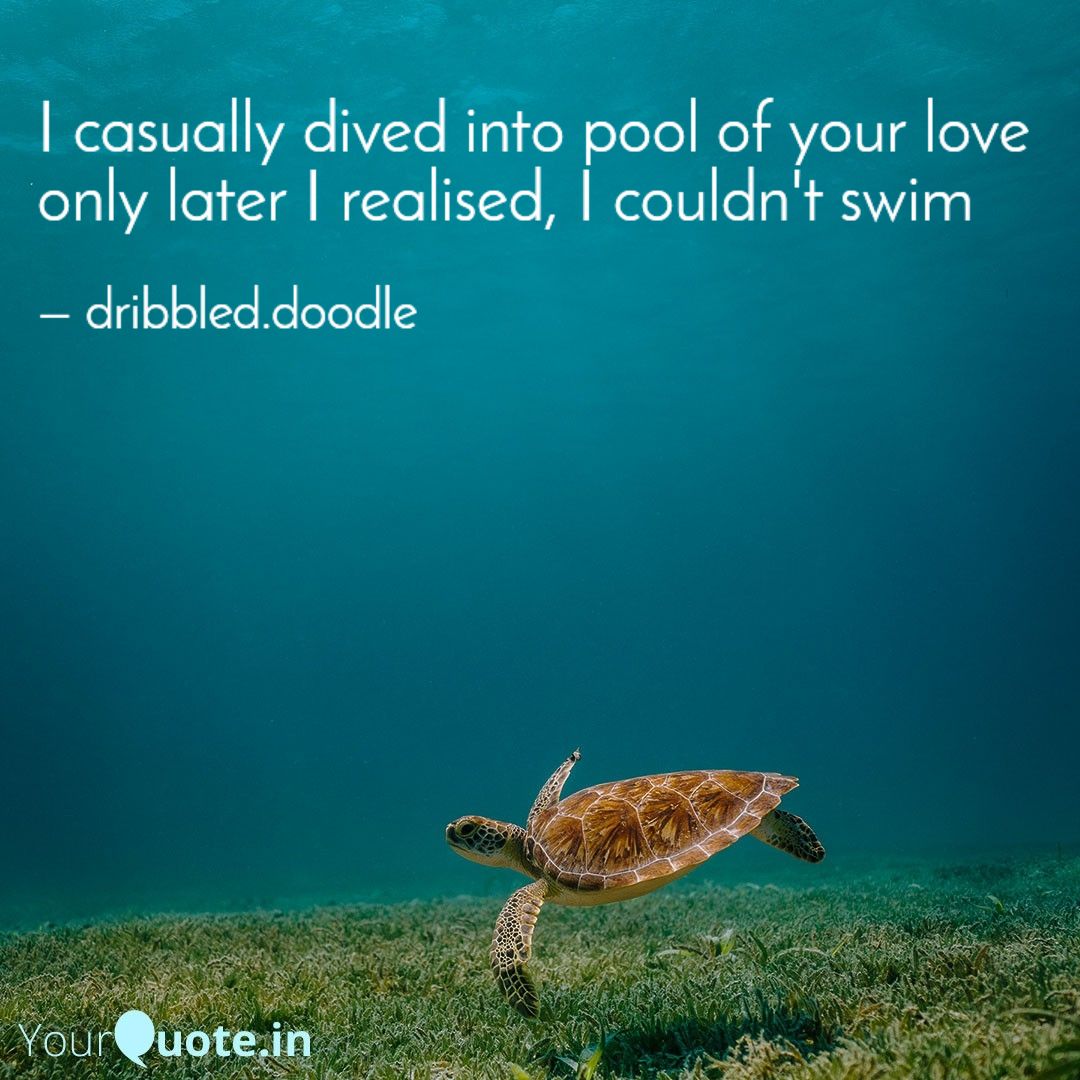 I casually dived into pool of your love
only later I realised, I couldn't swim
– dribbled.doodle
YourQuote.in